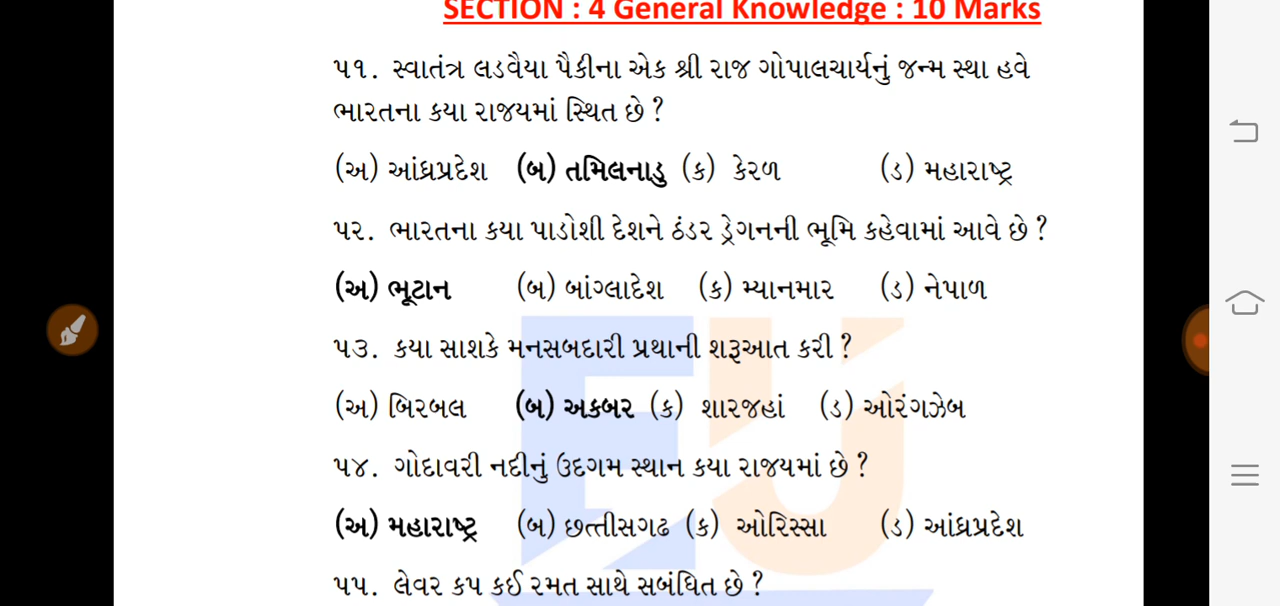 SECTION : 4 General Knowledge : 10 Marks
૫૧. સ્વાતંત્ર લડવૈયા પૈકીના એક શ્રી રાજ ગોપાલચાર્યનું જન્મ સ્થા હવે
ભારતના કયા રાજયમાં સ્થિત છે ?
(અ) આંધ્રપ્રદેશ (બ) તમિલનાડુ (ક) કેરળ (ડ) મહારાષ્ટ્ર
૫૨. ભારતના કયા પાડોશી દેશને ઠંડર ડ્રેગનની ભૂમિ કહેવામાં આવે છે ?
(અ) ભૂટાન (બ) બાંગ્લાદેશ (ક) મ્યાનમાર (ડ) નેપાળ
૫૩. કયા સાશકે મનસબદારી પ્રથાની શરૂઆત કરી ?
(અ) બિરબલ (બ) અકબર (ક) શારજહાં (ડ) ઓરંગઝેબ
૫૪. ગોદાવરી નદીનું ઉદગમ સ્થાન કયા રાજયમાં છે ?
(અ) મહારાષ્ટ્ર (બ) છત્તીસગઢ (ક) ઓરિસ્સા (ડ) આંધ્રપ્રદેશ
૫૫. લેવર કપ કઈ રમત સાથે સબંધિત છે ?